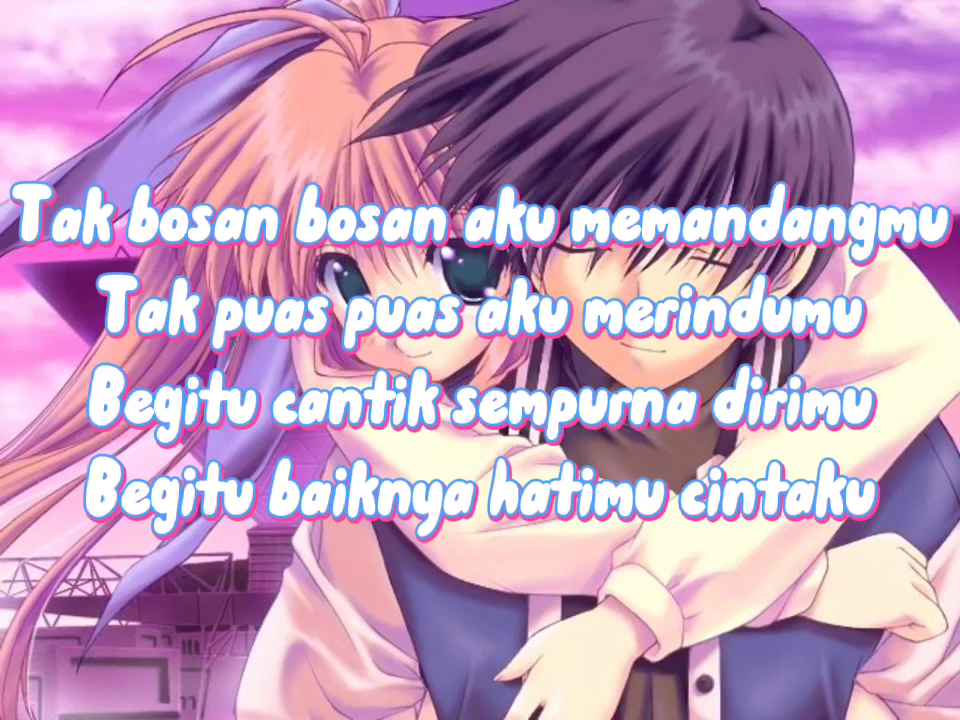 Tak bosan bosan aku memandangmu
Tak puas puas aku merindumu
Begitu cantik sempurna dirimu
Begitu baiknya hatimu cintaku